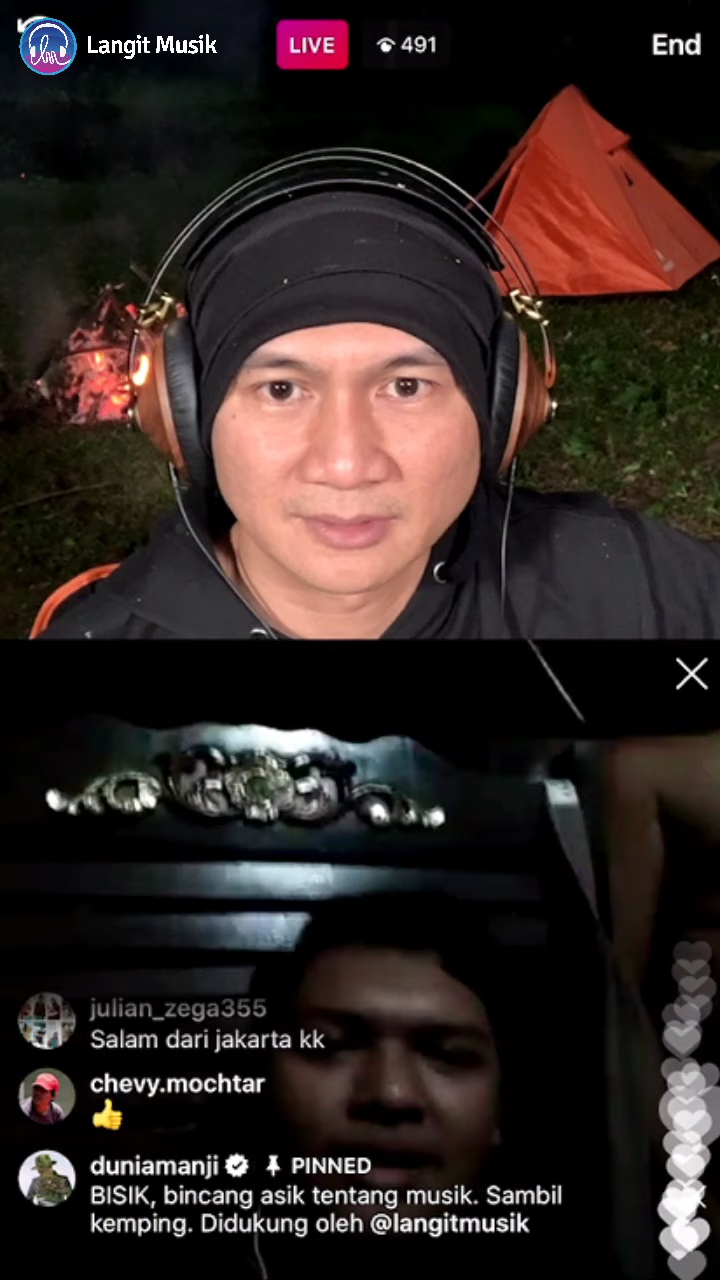 Langit Musik
LIVE
491
End
julian_zega355
Salam dari jakarta kk
chevy.mochtar
👍
duniamanji
PINNED
BISIK, bincang asik tentang musik. Sambil
kemping. Didukung oleh @langitmusik